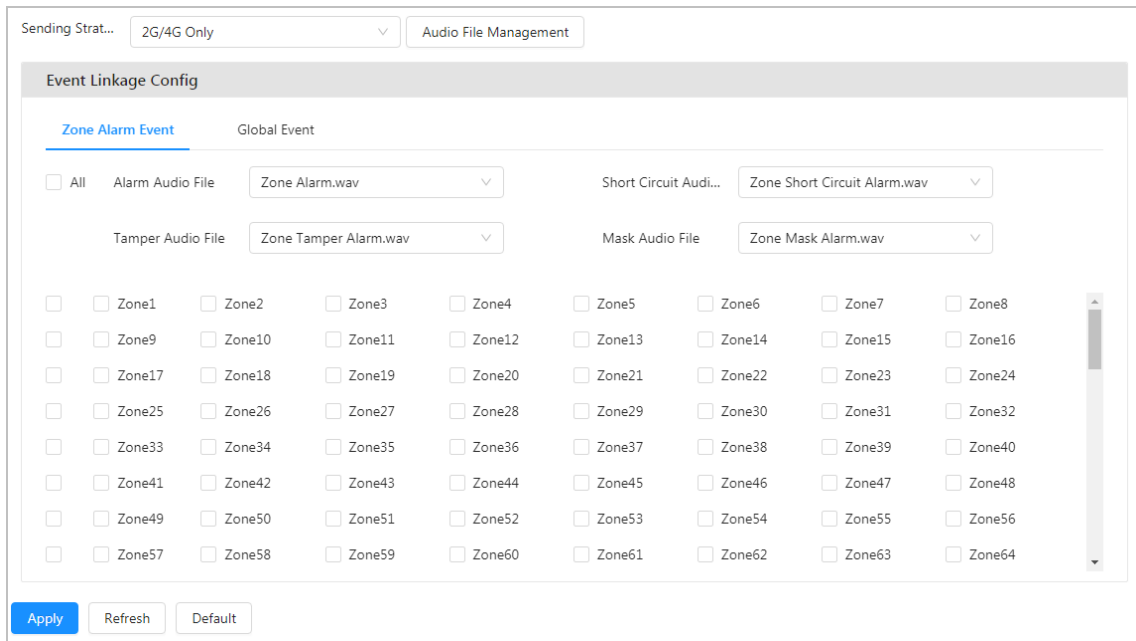 Sending Strat... 2G/4G Only Audio File Management
Event Linkage Config
Zone Alarm Event Global Event
All Alarm Audio File Zone Alarm.wav Short Circuit Audi... Zone Short Circuit Alarm.wav
Tamper Audio File Zone Tamper Alarm.wav Mask Audio File Zone Mask Alarm.wav
Zone1 Zone2 Zone3 Zone4 Zone5 Zone6 Zone7 Zone8
Zone9 Zone10 Zone11 Zone12 Zone13 Zone14 Zone15 Zone16
Zone17 Zone18 Zone19 Zone20 Zone21 Zone22 Zone23 Zone24
Zone25 Zone26 Zone27 Zone28 Zone29 Zone30 Zone31 Zone32
Zone33 Zone34 Zone35 Zone36 Zone37 Zone38 Zone39 Zone40
Zone41 Zone42 Zone43 Zone44 Zone45 Zone46 Zone47 Zone48
Zone49 Zone50 Zone51 Zone52 Zone53 Zone54 Zone55 Zone56
Zone57 Zone58 Zone59 Zone60 Zone61 Zone62 Zone63 Zone64
Apply Refresh Default